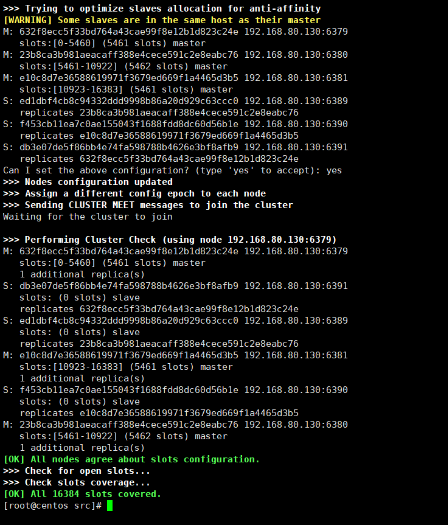 >>> Trying to optimize slaves allocation for anti-affinity
[WARNING] Some slaves are in the same host as their master
M: 632f8ecc5f33bd764a43cae99f8e12b1d823c24e 192.168.80.130:6379
   slots:[0-5460] (5461 slots) master
M: 23b8ca3b981aeacaff388e4cece591c2e8eabc76 192.168.80.130:6380
   slots:[5461-10922] (5462 slots) master
M: e10c8d7e36588619971f3679ed669f1a4465d3b5 192.168.80.130:6381
   slots:[10923-16383] (5461 slots) master
S: ed1dbf4cb8c94332ddd9998b86a20d929c63ccc0 192.168.80.130:6389
   replicates 23b8ca3b981aeacaff388e4cece591c2e8eabc76
S: f453cb11ea7c0ae155043f1688fdd8dc60d56b1e 192.168.80.130:6390
   replicates e10c8d7e36588619971f3679ed669f1a4465d3b5
S: db3e07de5f86bb4e74fa598788b4626e3bf8afb9 192.168.80.130:6391
   replicates 632f8ecc5f33bd764a43cae99f8e12b1d823c24e
Can I set the above configuration? (type 'yes' to accept): yes
>>> Nodes configuration updated
>>> Assign a different config epoch to each node
>>> Sending CLUSTER MEET messages to join the cluster
Waiting for the cluster to join

>>> Performing Cluster Check (using node 192.168.80.130:6379)
M: 632f8ecc5f33bd764a43cae99f8e12b1d823c24e 192.168.80.130:6379
   slots:[0-5460] (5461 slots) master
   1 additional replica(s)
S: db3e07de5f86bb4e74fa598788b4626e3bf8afb9 192.168.80.130:6391
   slots: (0 slots) slave
   replicates 632f8ecc5f33bd764a43cae99f8e12b1d823c24e
S: ed1dbf4cb8c94332ddd9998b86a20d929c63ccc0 192.168.80.130:6389
   slots: (0 slots) slave
   replicates 23b8ca3b981aeacaff388e4cece591c2e8eabc76
M: e10c8d7e36588619971f3679ed669f1a4465d3b5 192.168.80.130:6381
   slots:[10923-16383] (5461 slots) master
   1 additional replica(s)
S: f453cb11ea7c0ae155043f1688fdd8dc60d56b1e 192.168.80.130:6390
   slots: (0 slots) slave
   replicates e10c8d7e36588619971f3679ed669f1a4465d3b5
M: 23b8ca3b981aeacaff388e4cece591c2e8eabc76 192.168.80.130:6380
   slots:[5461-10922] (5462 slots) master
   1 additional replica(s)
[OK] All nodes agree about slots configuration.
>>> Check for open slots...
>>> Check slots coverage...
[OK] All 16384 slots covered.
[root@centos src]#